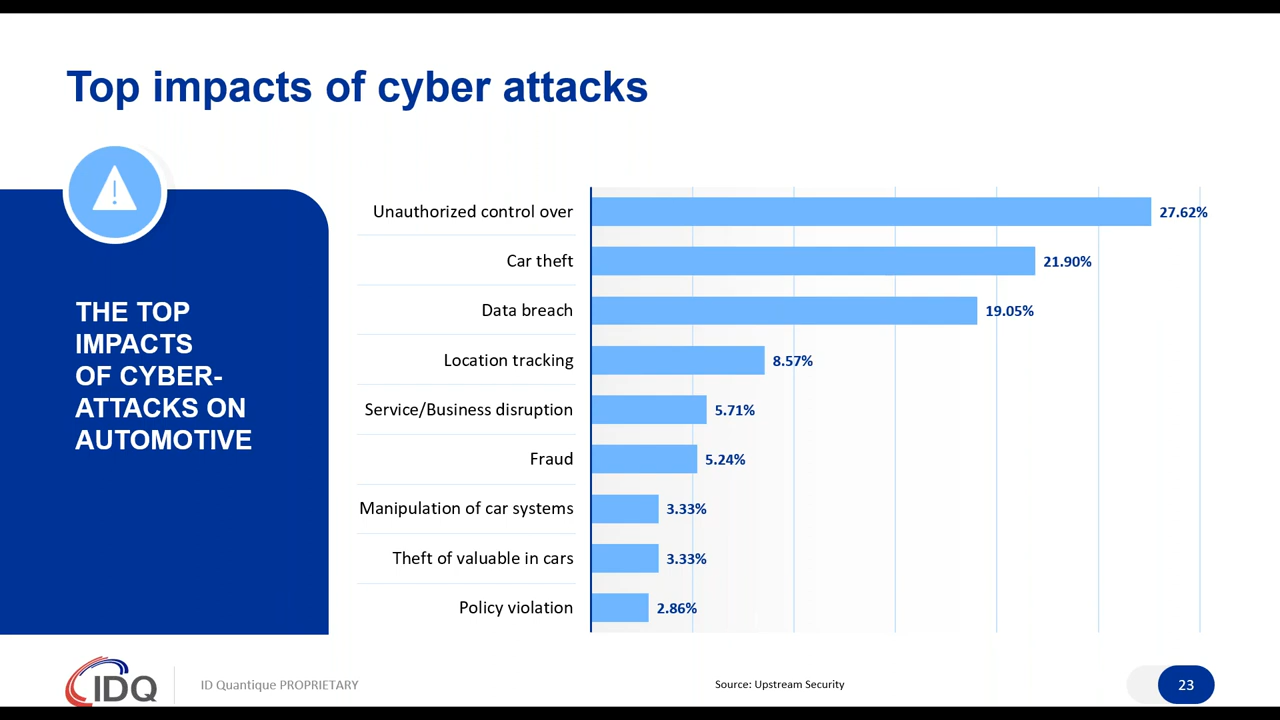 Top impacts of cyber attacks
THE TOP
IMPACTS
OF CYBER-
ATTACKS ON
AUTOMOTIVE
Unauthorized control over 27.62%
Car theft 21.90%
Data breach 19.05%
Location tracking 8.57%
Service/Business disruption 5.71%
Fraud 5.24%
Manipulation of car systems 3.33%
Theft of valuable in cars 3.33%
Policy violation 2.86%
IDQ
ID Quantique PROPRIETARY
Source: Upstream Security
23